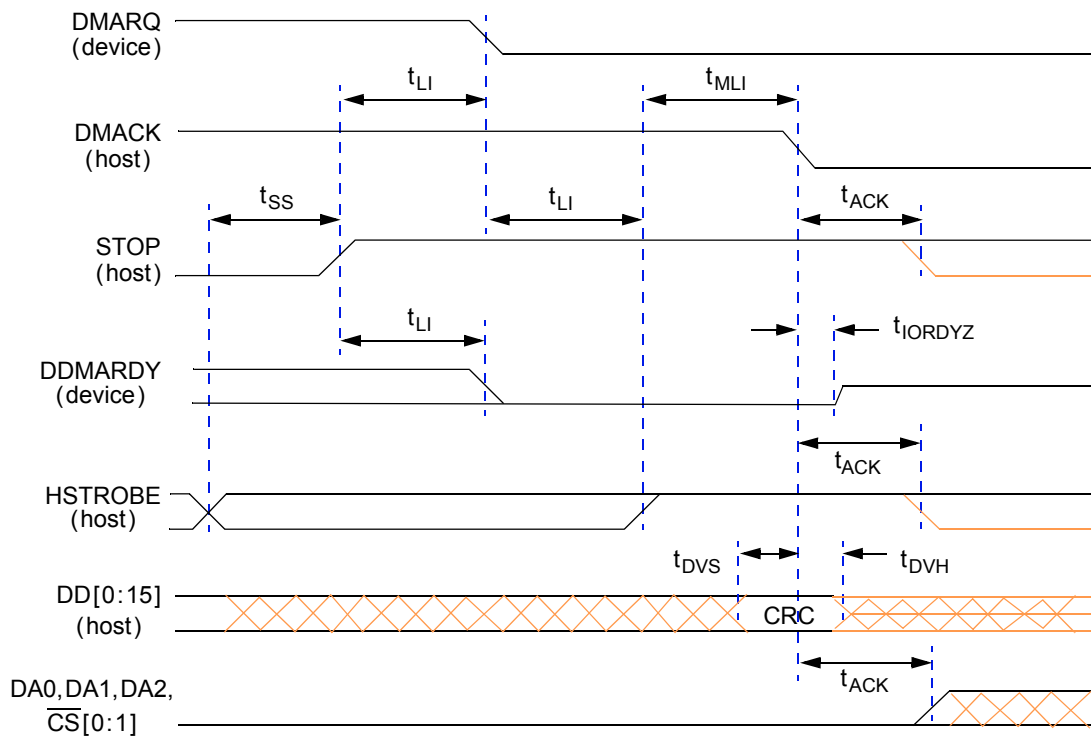 DMARQ
(device)
tLI
tMLI
DMACK
(host)
tSS
tLI
tACK
STOP
(host)
tLI
tIORDYZ
DDMARDY
(device)
tACK
HSTROBE
(host)
tDVS
tDVH
DD[0:15]
(host)
CRC
tACK
DA0,DA1,DA2,
CS[0:1]